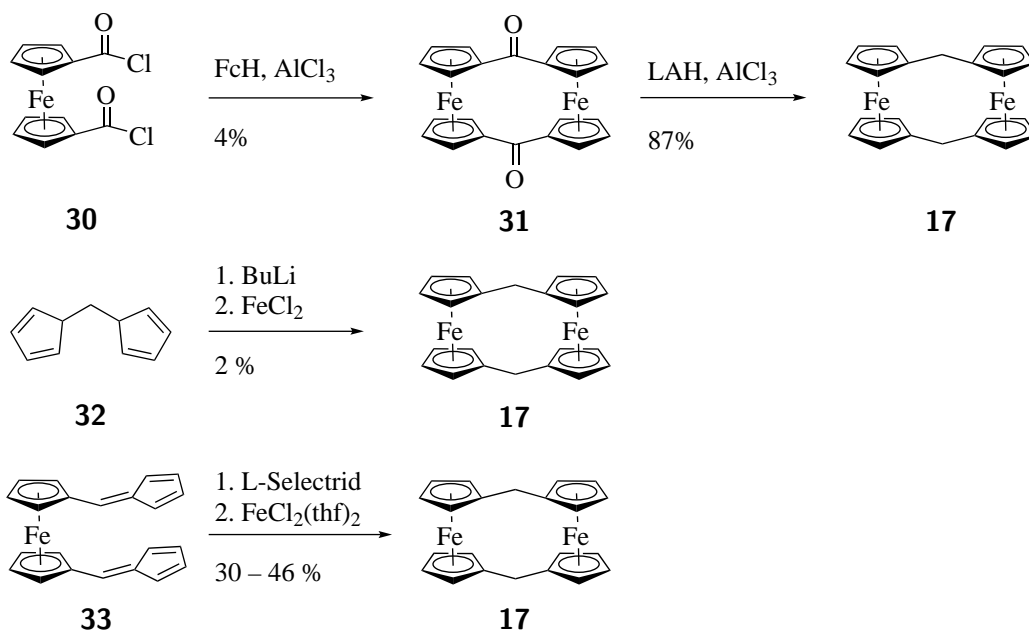 O
Cl
Fe
O
Cl
30
FcH, AlCl3
4%
O
Fe Fe
O
31
LAH, AlCl3
87%
Fe Fe
17
32
1. BuLi
2. FeCl2
2 %
Fe Fe
17
Fe
33
1. L-Selectrid
2. FeCl2(thf)2
30 – 46 %
Fe Fe
17